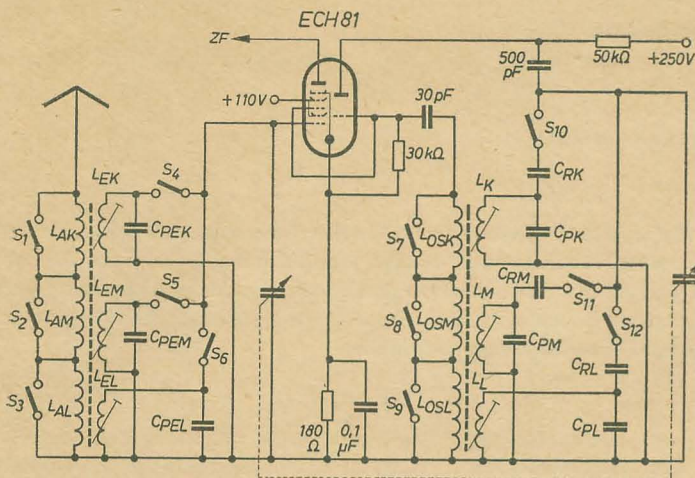 ECH81
ZF
+110V
500
pF
50kΩ
+250V
30pF
30kΩ
S10
CRK
LK
CPK
LEK
S4
CPEK
S1
LAK
S7
LOSK
LEM
S5
CPEM
S2
LAM
S6
S8
LOSM
CRM
LM
S11
S12
CPM
CRL
LEL
S3
LAL
CPEL
S9
LOSL
LL
CPL
180
Ω
0,1
µF